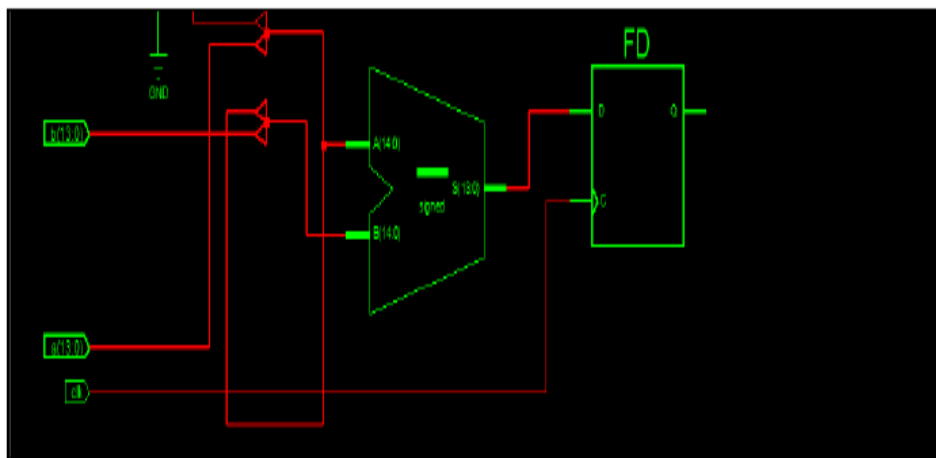 FD
GND
b(13:0)
D
Q
A(14:0)
S(13:0)
signed
C
B(14:0)
a(13:0)
clk